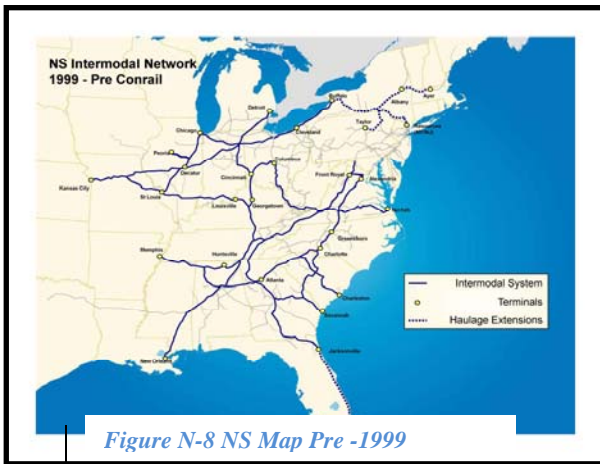 NS Intermodal Network
1999 - Pre Conrail
Buffalo
Albany
Ayer
Detroit
Taylor
Chicago
Cleveland
Peoria
Columbus
Decatur
Cincinnati
Front Royal
Alexandria
Kansas City
St Louis
Louisville
Georgetown
Norfolk
Greensboro
Memphis
Huntsville
Charlotte
Atlanta
Charleston
Savannah
Jacksonville
New Orleans
Intermodal System
Terminals
Haulage Extensions
Figure N-8 NS Map Pre -1999